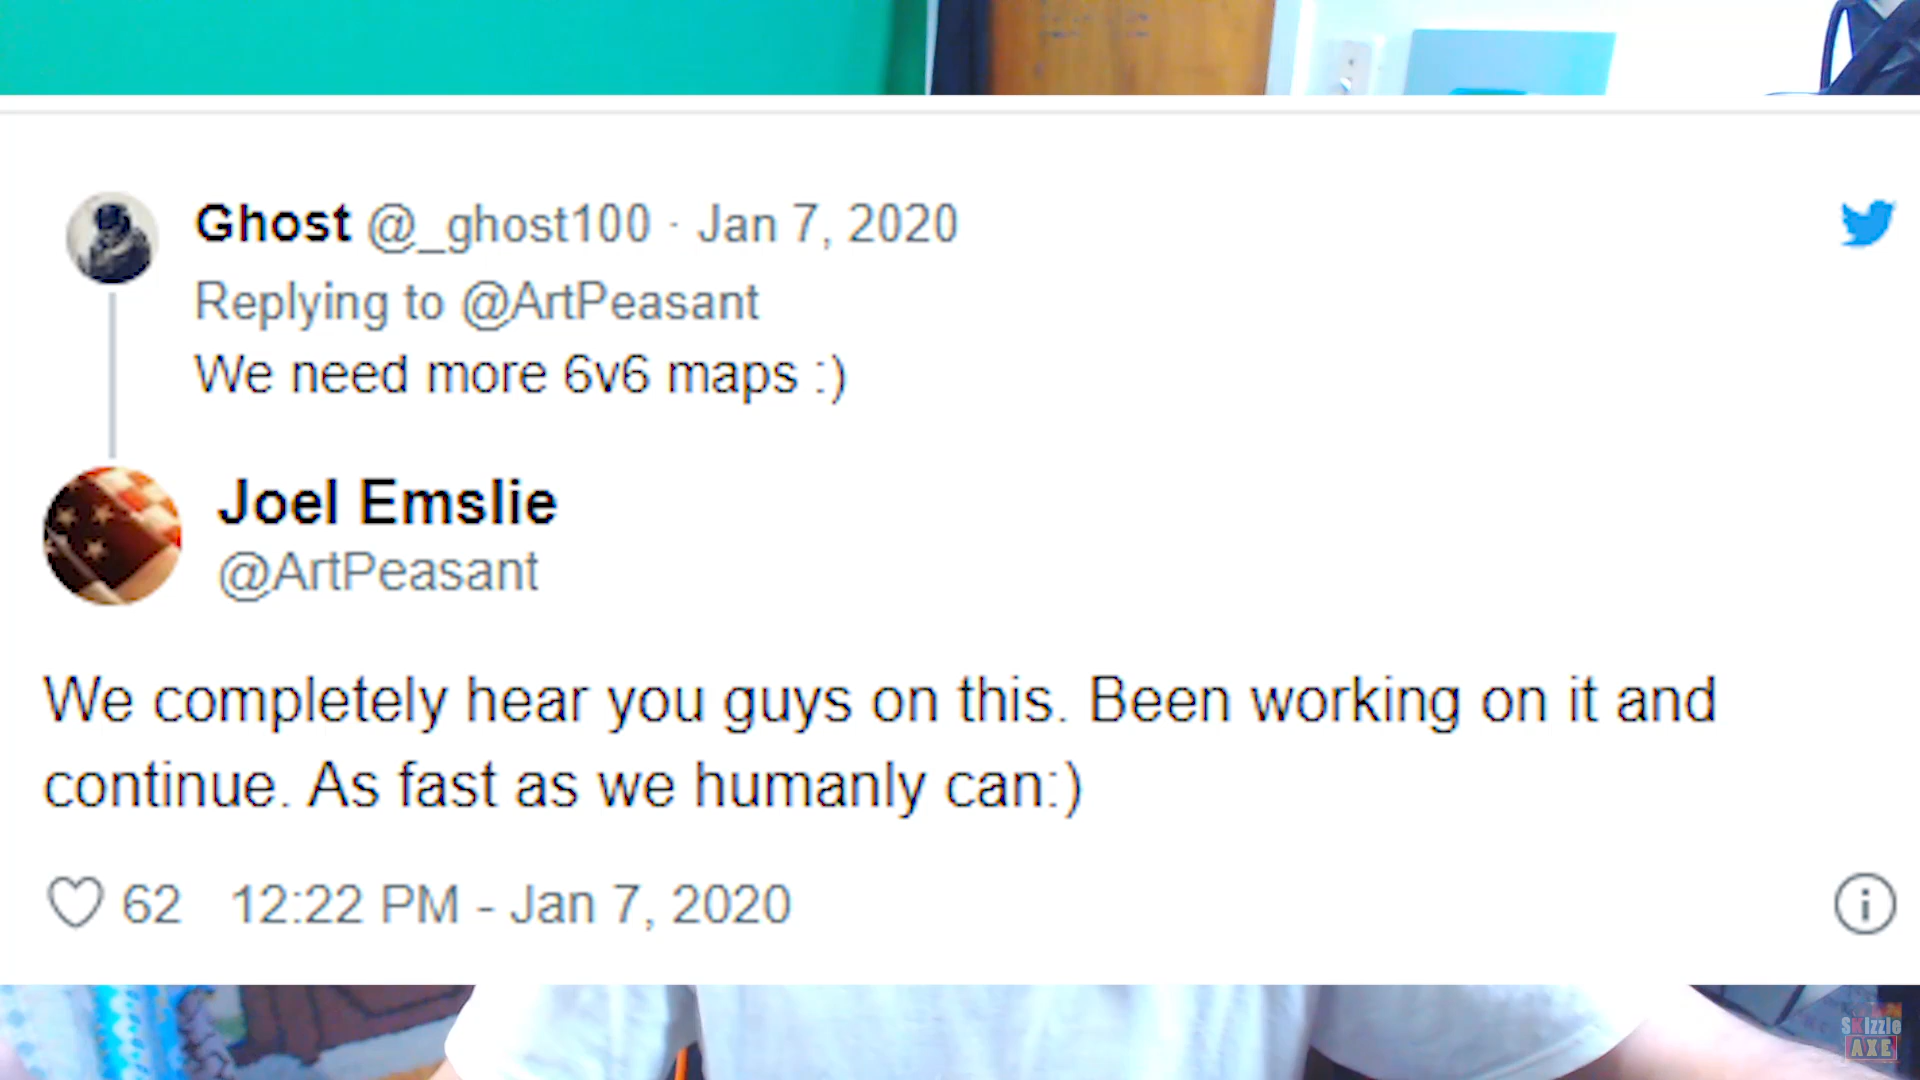 Ghost @_ghost100 · Jan 7, 2020
Replying to @ArtPeasant
We need more 6v6 maps :)
Joel Emslie
@ArtPeasant
We completely hear you guys on this. Been working on it and
continue. As fast as we humanly can:)
62 12:22 PM - Jan 7, 2020
SKizzle
AXE